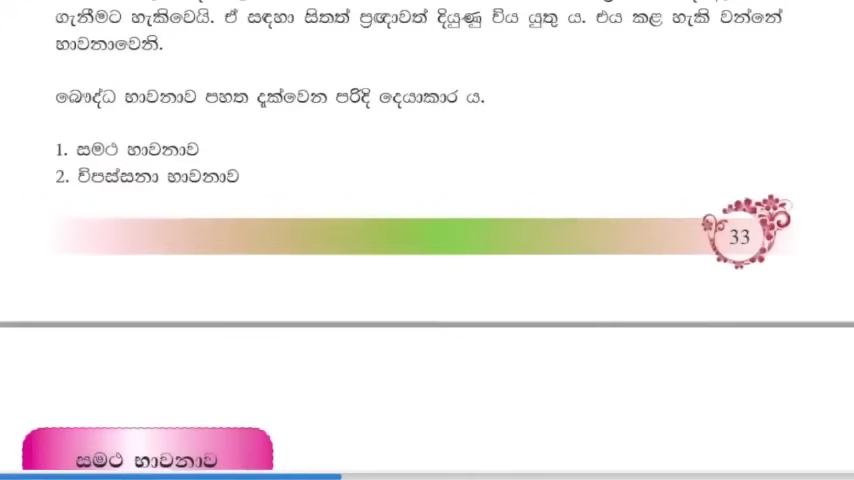 ගැනීමට හැකිවෙයි. ඒ සඳහා සිතත් ප්‍රඥාවත් දියුණු විය යුතු ය. එය කළ හැකි වන්නේ
භාවනාවෙනි.
බෞද්ධ භාවනාව පහත දැක්වෙන පරිදි දෙයාකාර ය.
1. සමථ භාවනාව
2. විපස්සනා භාවනාව
33
සමථ භාවනාව